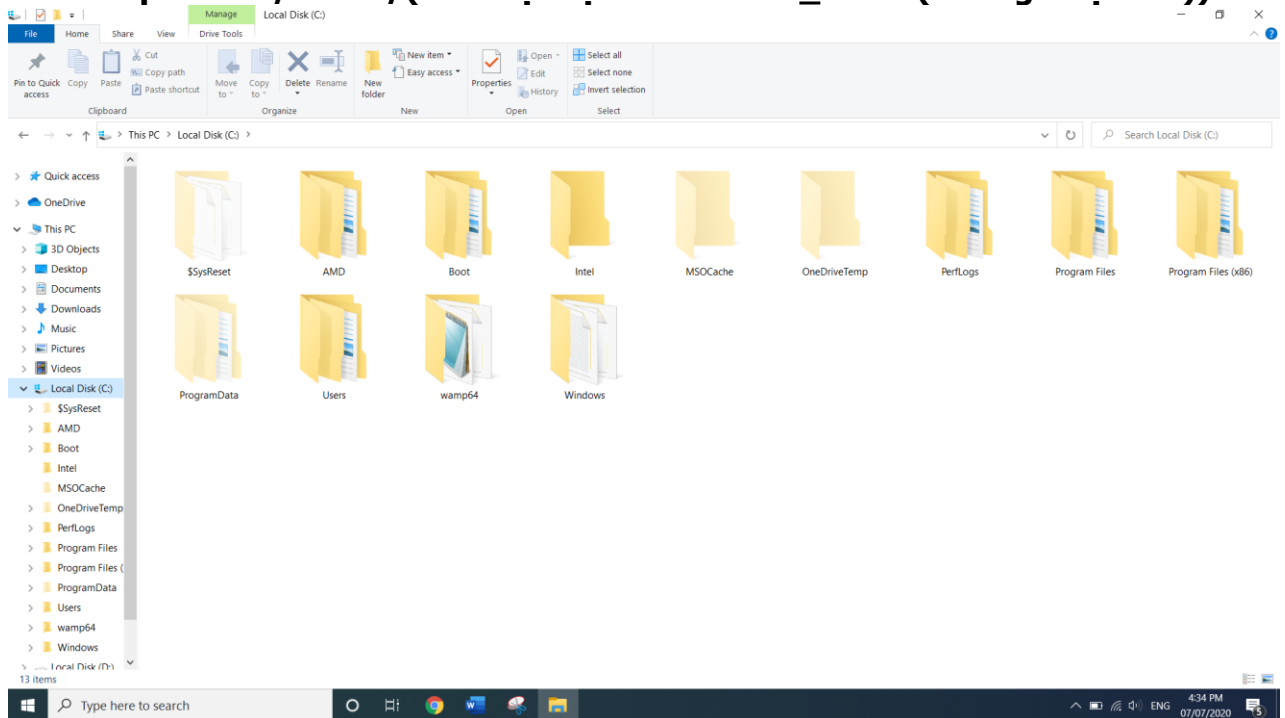 Manage Local Disk (C:)
File Home Share View Drive Tools
Pin to Quick access
Copy
Paste
Cut
Copy path
Paste shortcut
Clipboard
Move to
Copy to
Delete
Rename
Organize
New folder
New item
Easy access
New
Properties
Open
Edit
History
Open
Select all
Select none
Invert selection
Select
This PC > Local Disk (C:) >
Search Local Disk (C:)
Quick access
OneDrive
This PC
3D Objects
Desktop
Documents
Downloads
Music
Pictures
Videos
Local Disk (C:)
$SysReset
AMD
Boot
Intel
MSOCache
OneDriveTemp
PerfLogs
Program Files
Program Files (
ProgramData
Users
wamp64
Windows
Local Disk (D:)
$SysReset AMD Boot Intel MSOCache OneDriveTemp PerfLogs Program Files Program Files (x86)
ProgramData Users wamp64 Windows
13 items
Type here to search
W
ENG
4:34 PM
07/07/2020
5